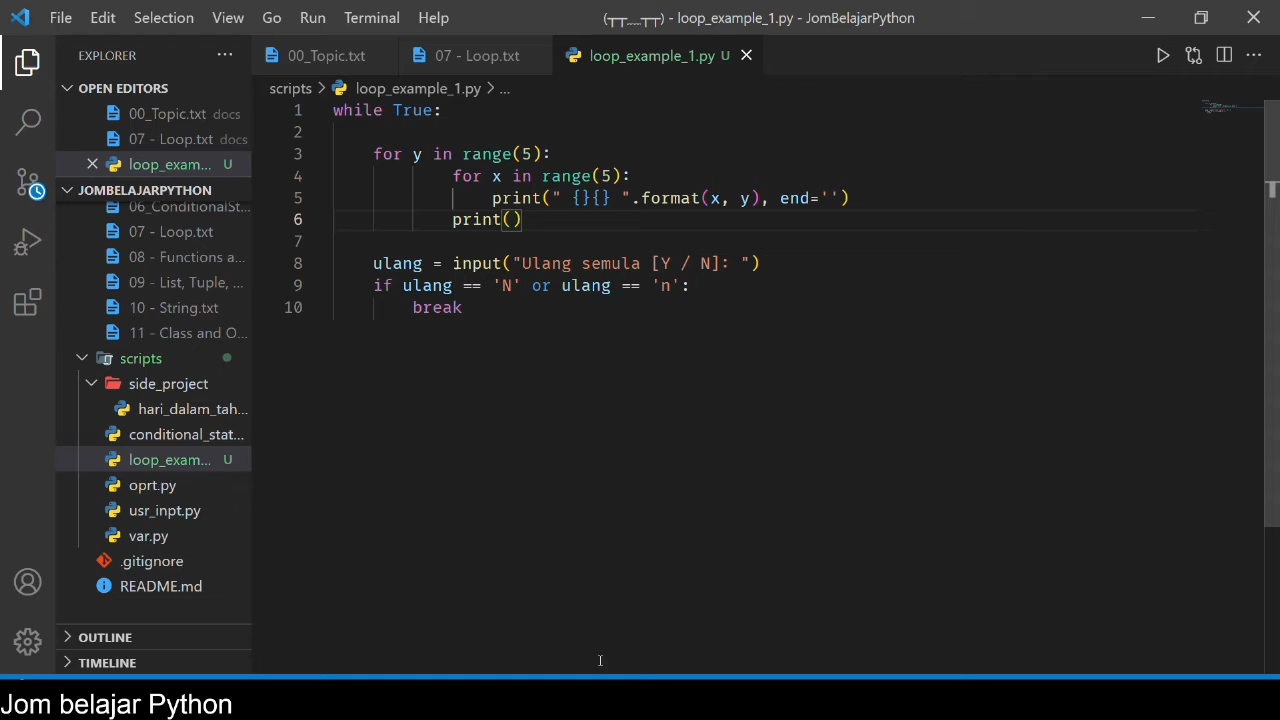 File Edit Selection View Go Run Terminal Help
(┬┬﹏┬┬) - loop_example_1.py - JomBelajarPython
EXPLORER
OPEN EDITORS
00_Topic.txt docs
07 - Loop.txt docs
loop_exam... U
JOMBELAJARPYTHON
06_ConditionalSt...
07 - Loop.txt
08 - Functions a...
09 - List, Tuple, ...
10 - String.txt
11 - Class and O...
scripts
side_project
hari_dalam_tah...
conditional_stat...
loop_exam... U
oprt.py
usr_inpt.py
var.py
.gitignore
README.md
OUTLINE
TIMELINE
00_Topic.txt
07 - Loop.txt
loop_example_1.py U
scripts > loop_example_1.py > ...
1 while True:
2
3     for y in range(5):
4             for x in range(5):
5                 print(" {}{} ".format(x, y), end='')
6             print()
7
8     ulang = input("Ulang semula [Y / N]: ")
9     if ulang == 'N' or ulang == 'n':
10         break
Jom belajar Python